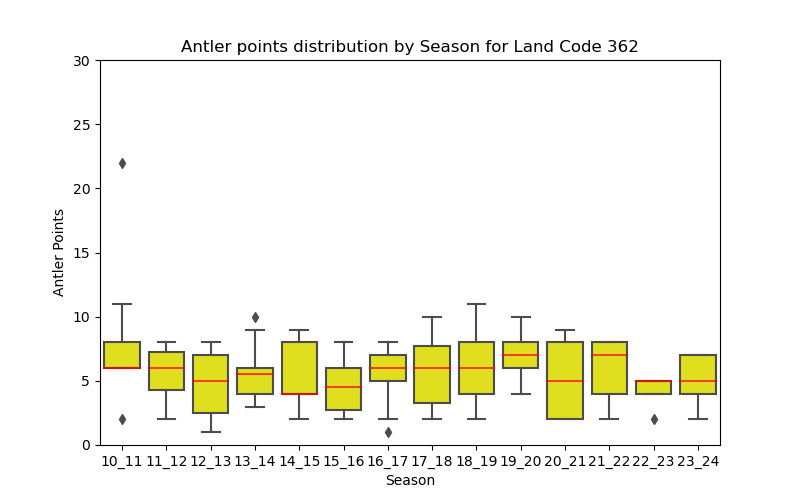 Antler points distribution by Season for Land Code 362
30
25
20
15
10
5
0
Antler Points
10_11 11_12 12_13 13_14 14_15 15_16 16_17 17_18 18_19 19_20 20_21 21_22 22_23 23_24
Season